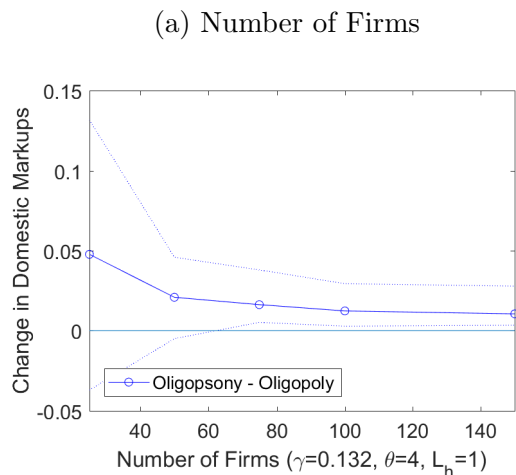 (a) Number of Firms
0.15
0.1
0.05
0
-0.05
Change in Domestic Markups
Oligopsony - Oligopoly
40 60 80 100 120 140
Number of Firms (γ=0.132, θ=4, L_h=1)